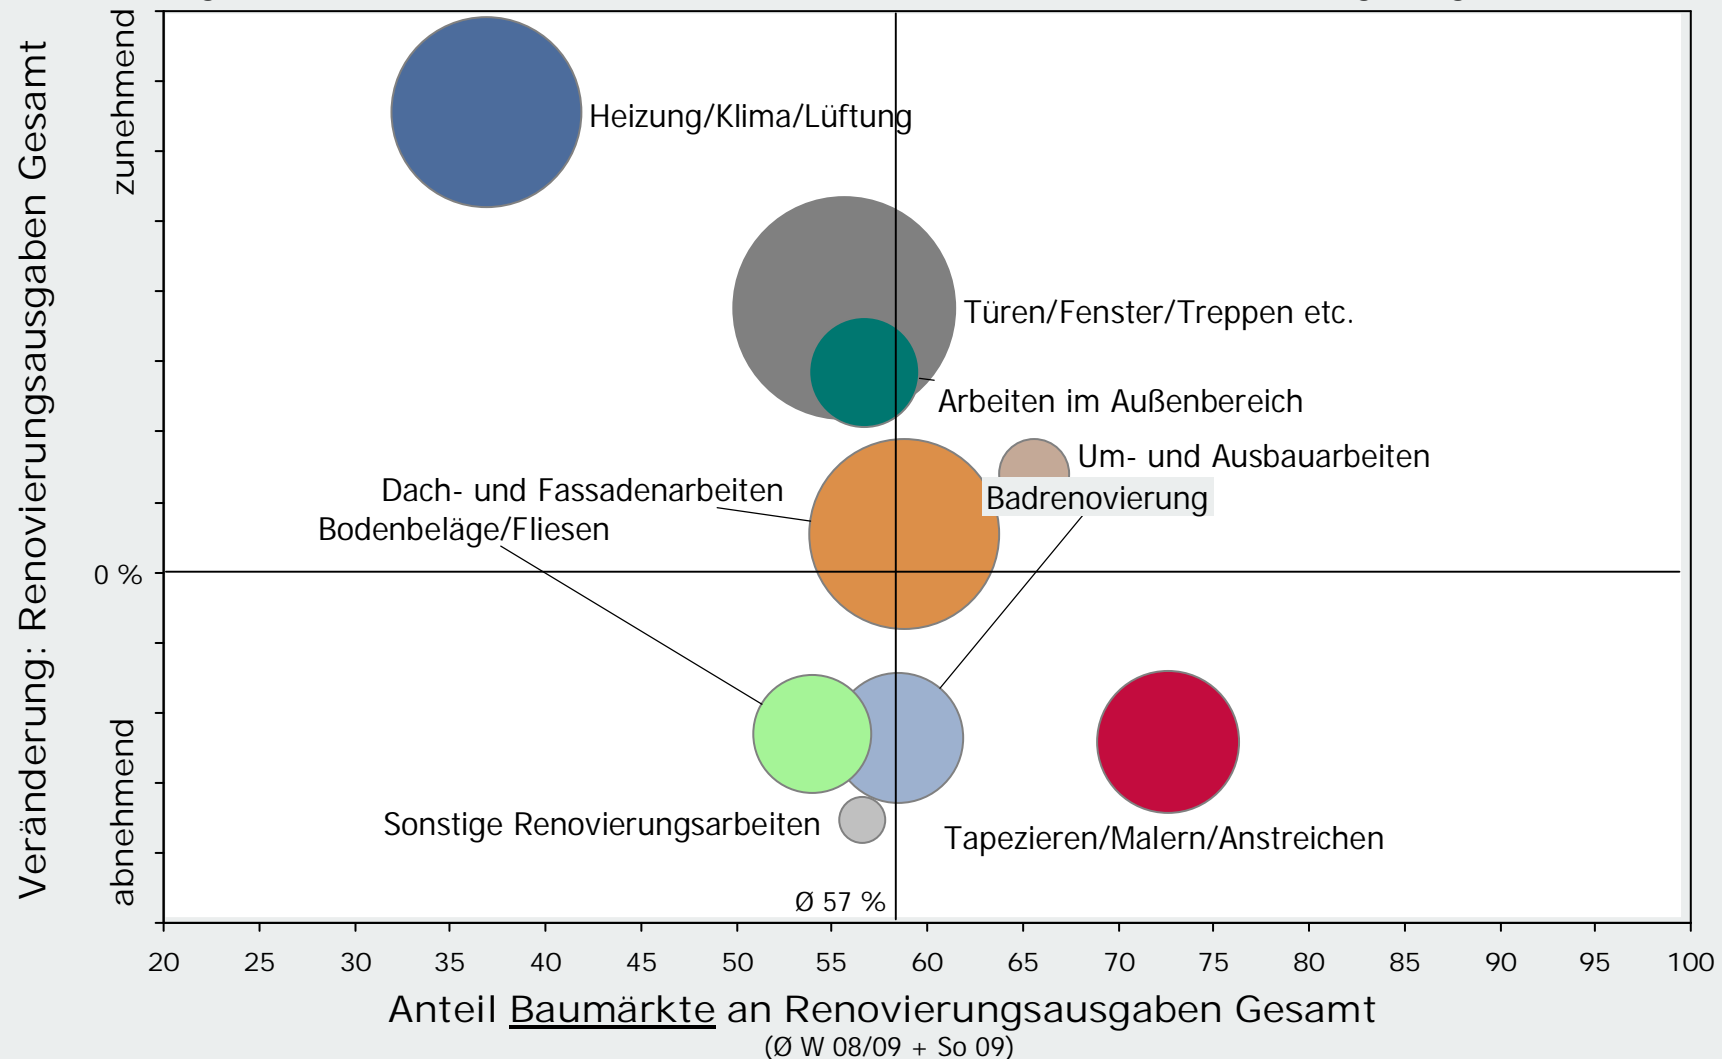 Veränderung: Renovierungsausgaben Gesamt
zunehmend
abnehmend
Heizung/Klima/Lüftung
Türen/Fenster/Treppen etc.
Arbeiten im Außenbereich
Um- und Ausbauarbeiten
Dach- und Fassadenarbeiten
Badrenovierung
Bodenbeläge/Fliesen
0 %
Sonstige Renovierungsarbeiten
Tapezieren/Malern/Anstreichen
Ø 57 %
20 25 30 35 40 45 50 55 60 65 70 75 80 85 90 95 100
Anteil Baumärkte an Renovierungsausgaben Gesamt
(Ø W 08/09 + So 09)